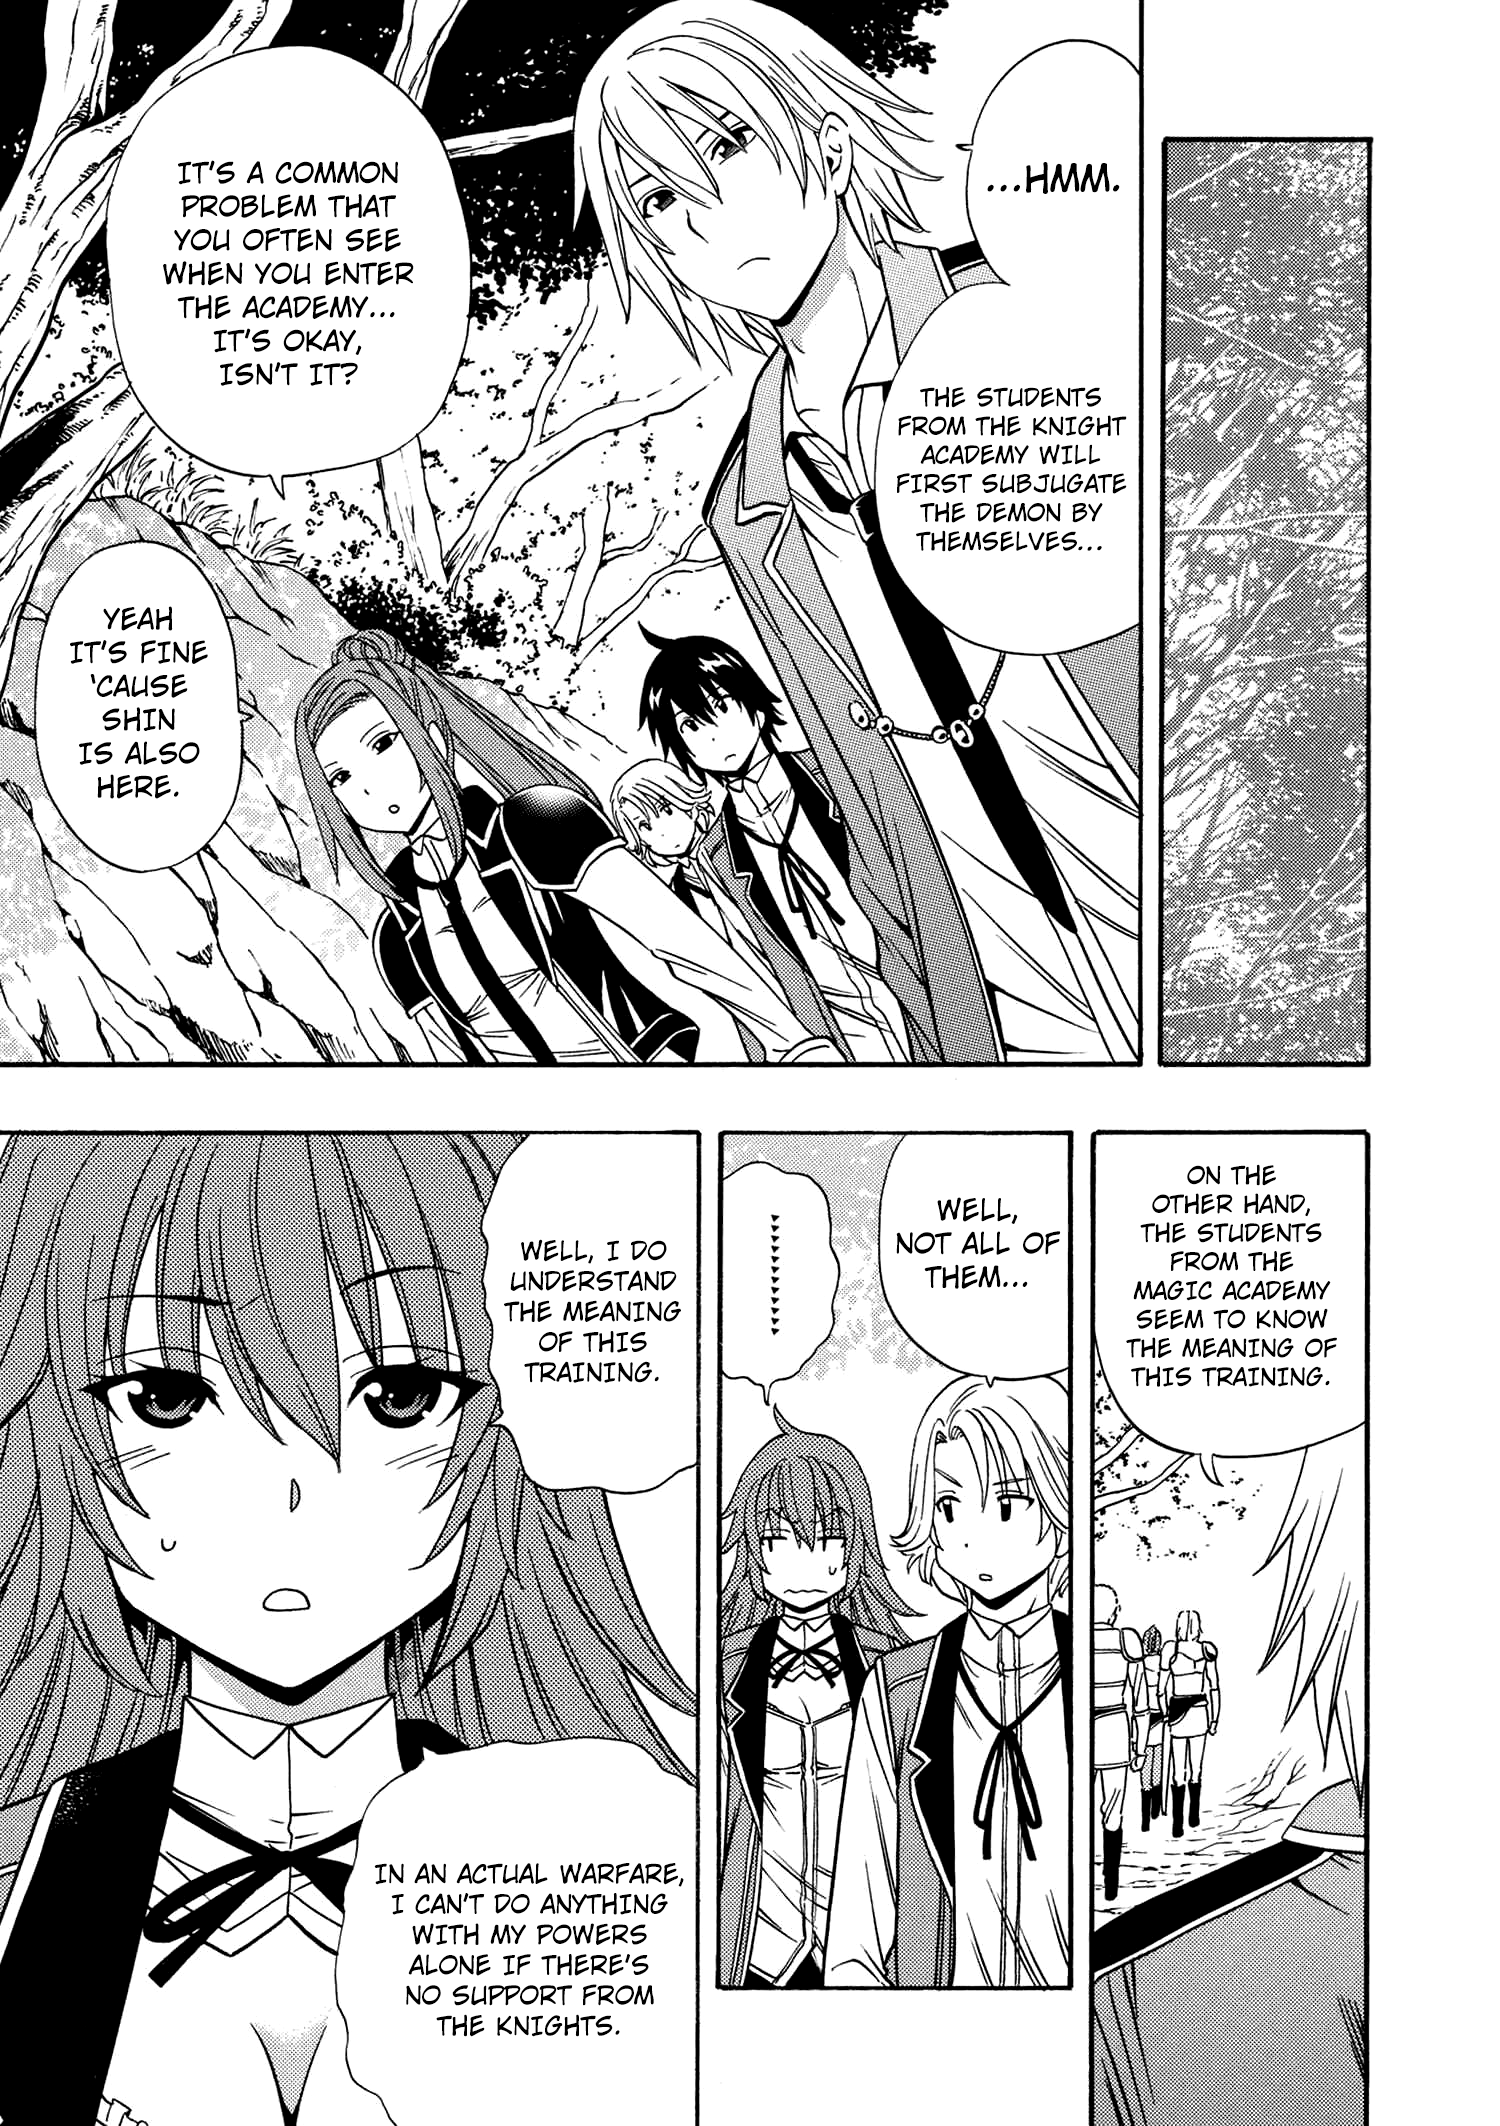 ...HMM.
THE STUDENTS
FROM THE KNIGHT
ACADEMY WILL
FIRST SUBJUGATE
THE DEMON BY
THEMSELVES...
IT'S A COMMON
PROBLEM THAT
YOU OFTEN SEE
WHEN YOU ENTER
THE ACADEMY...
IT'S OKAY,
ISN'T IT?
YEAH
IT'S FINE
'CAUSE
SHIN
IS ALSO
HERE.
ON THE
OTHER HAND,
THE STUDENTS
FROM THE
MAGIC ACADEMY
SEEM TO KNOW
THE MEANING OF
THIS TRAINING.
WELL,
NOT ALL OF
THEM...
..........
WELL, I DO
UNDERSTAND
THE MEANING
OF THIS
TRAINING.
IN AN ACTUAL WARFARE,
I CAN'T DO ANYTHING
WITH MY POWERS
ALONE IF THERE'S
NO SUPPORT FROM
THE KNIGHTS.